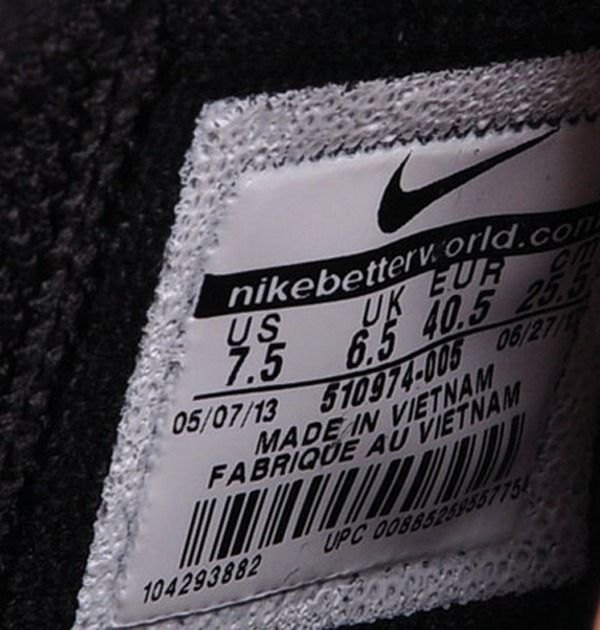 nikebetterworld.com
US UK EUR cm
7.5 6.5 40.5 25.5
510974-005
05/07/13
MADE IN VIETNAM
FABRIQUE AU VIETNAM
UPC
104293882